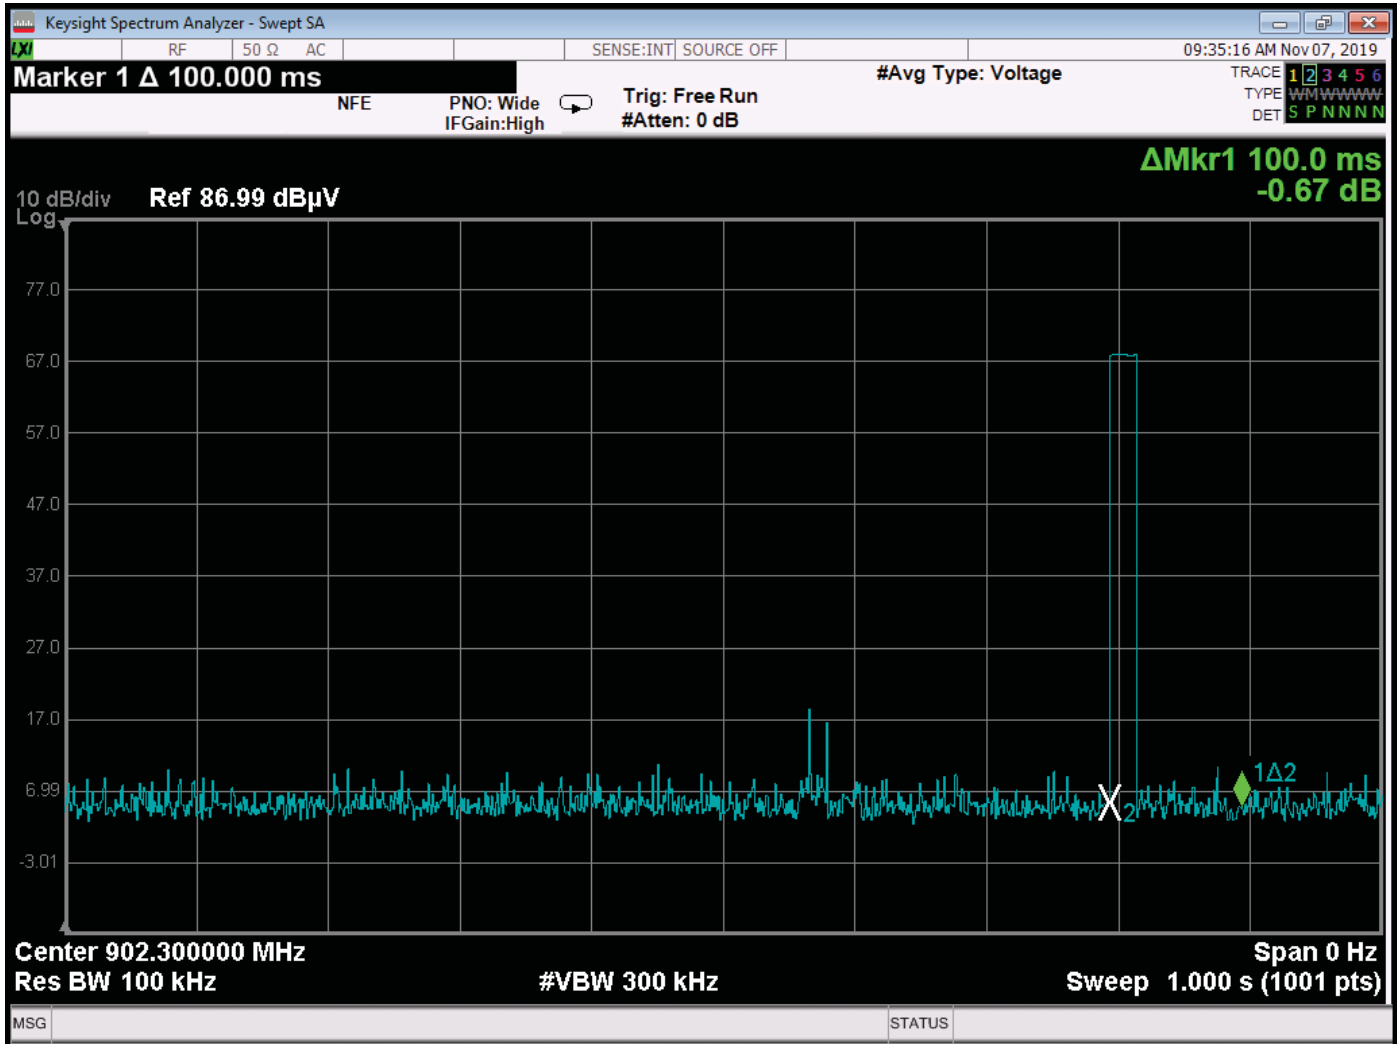 Keysight Spectrum Analyzer - Swept SA
LXI RF 50 Ω AC SENSE:INT SOURCE OFF 09:35:16 AM Nov 07, 2019
Marker 1 Δ 100.000 ms #Avg Type: Voltage TRACE 1 2 3 4 5 6
NFE PNO: Wide Trig: Free Run TYPE WMWWWW
IFGain:High #Atten: 0 dB DET S P N N N N
ΔMkr1 100.0 ms
-0.67 dB
10 dB/div Ref 86.99 dBµV
Log
77.0
67.0
57.0
47.0
37.0
27.0
17.0
6.99
-3.01
1Δ2
X2
Center 902.300000 MHz Span 0 Hz
Res BW 100 kHz #VBW 300 kHz Sweep 1.000 s (1001 pts)
MSG STATUS